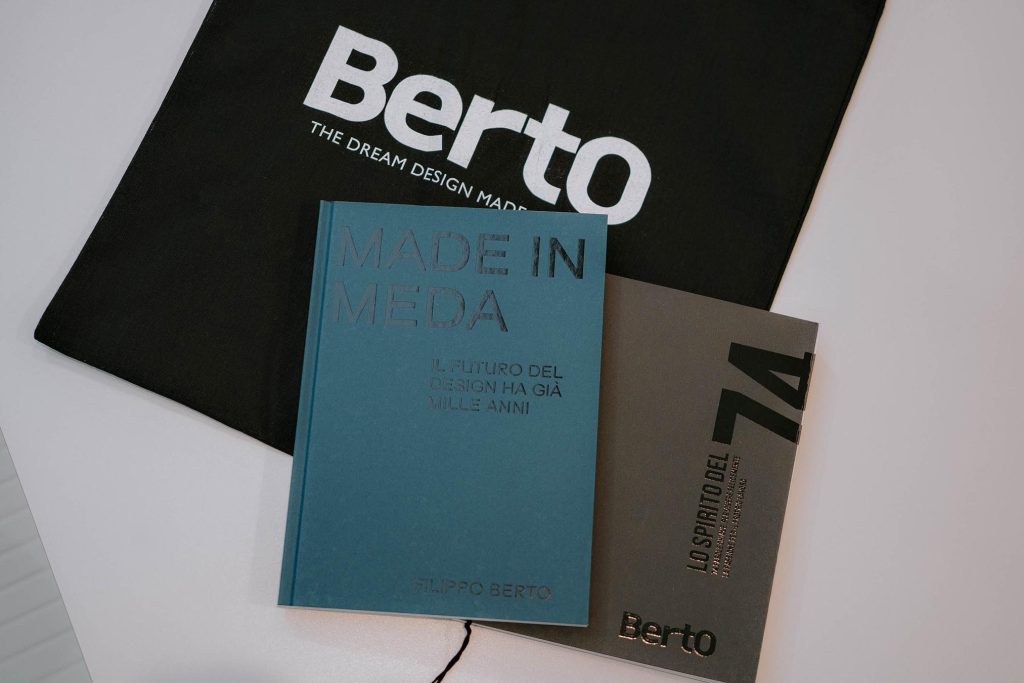 Berto
THE DREAM DESIGN MADE
MADE IN
MEDA
IL FUTURO DEL
DESIGN HA GIÀ
MILLE ANNI
FILIPPO BERTO
LO SPIRITO DEL 74
Berto